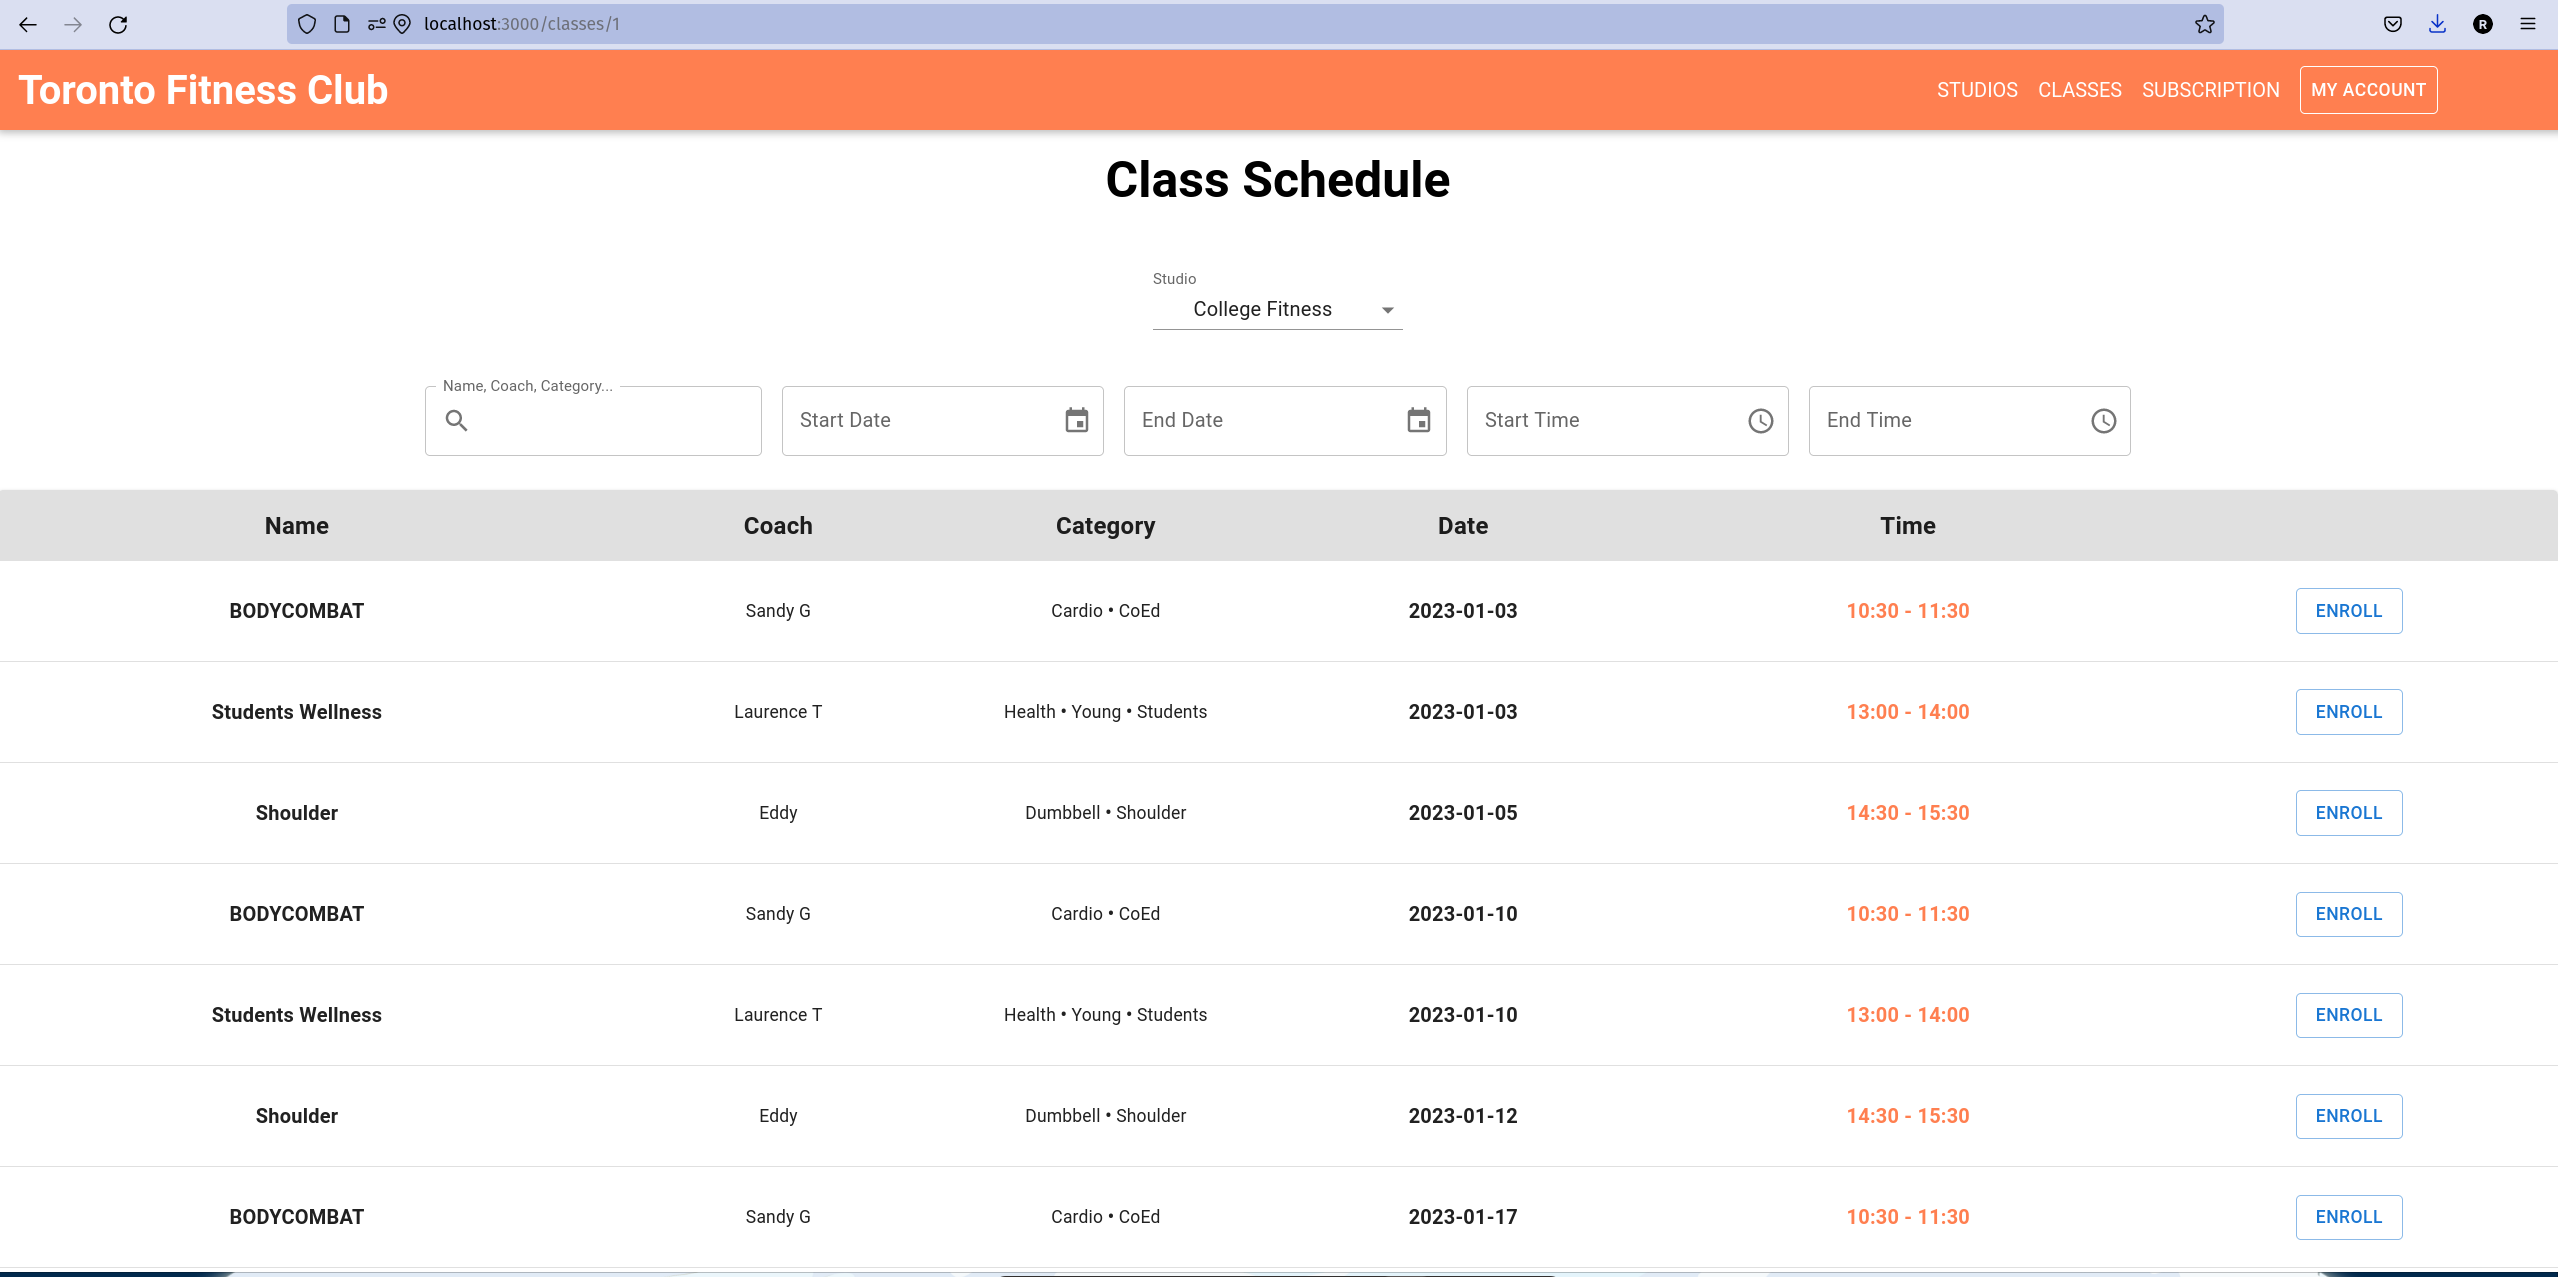 localhost:3000/classes/1
R
Toronto Fitness Club
STUDIOS CLASSES SUBSCRIPTION MY ACCOUNT
Class Schedule
Studio
College Fitness
Name, Coach, Category...
Start Date End Date Start Time End Time
Name Coach Category Date Time
BODYCOMBAT Sandy G Cardio • CoEd 2023-01-03 10:30 - 11:30 ENROLL
Students Wellness Laurence T Health • Young • Students 2023-01-03 13:00 - 14:00 ENROLL
Shoulder Eddy Dumbbell • Shoulder 2023-01-05 14:30 - 15:30 ENROLL
BODYCOMBAT Sandy G Cardio • CoEd 2023-01-10 10:30 - 11:30 ENROLL
Students Wellness Laurence T Health • Young • Students 2023-01-10 13:00 - 14:00 ENROLL
Shoulder Eddy Dumbbell • Shoulder 2023-01-12 14:30 - 15:30 ENROLL
BODYCOMBAT Sandy G Cardio • CoEd 2023-01-17 10:30 - 11:30 ENROLL